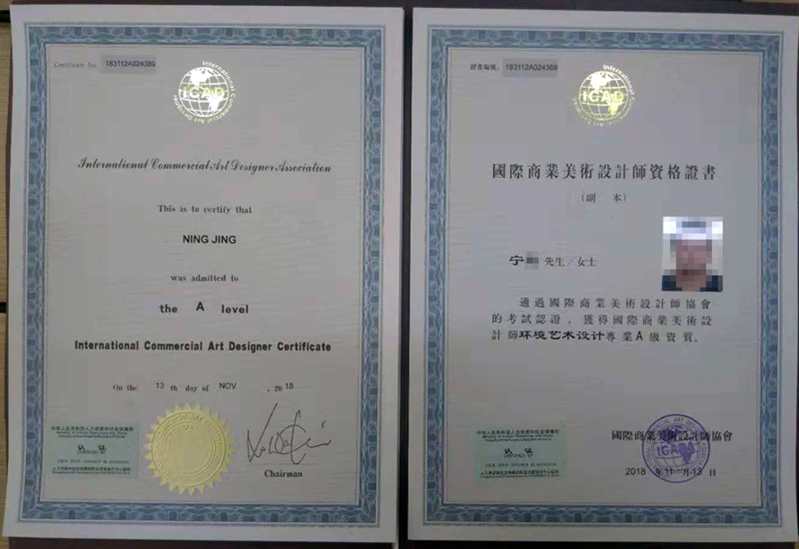 Certificate No. 183112A024389
International Commercial Art Designer Association
ICAD
International Commercial Art Designer Association
This is to certify that
NING JING
was admitted to
the A level
International Commercial Art Designer Certificate
On the 13 th day of NOV , 2018
Chairman
證書編號: 183112A024389
ICAD
國際商業美術設計師資格證書
(副 本)
宁 先生/女士
通過國際商業美術設計師協會
的考試認證，獲得國際商業美術設
計師环境艺术设计專業A級資質。
國際商業美術設計師協會
ICAD
2018 年 11 月 13 日